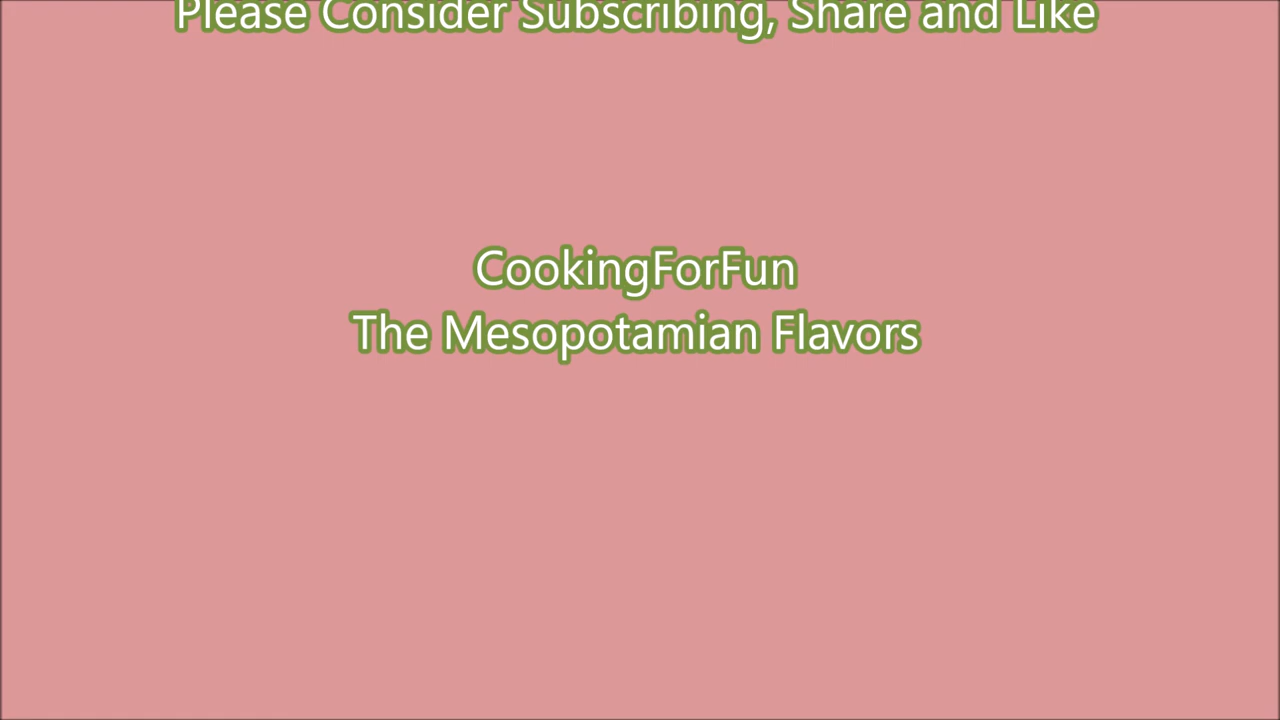 Please Consider Subscribing, Share and Like
CookingForFun
The Mesopotamian Flavors